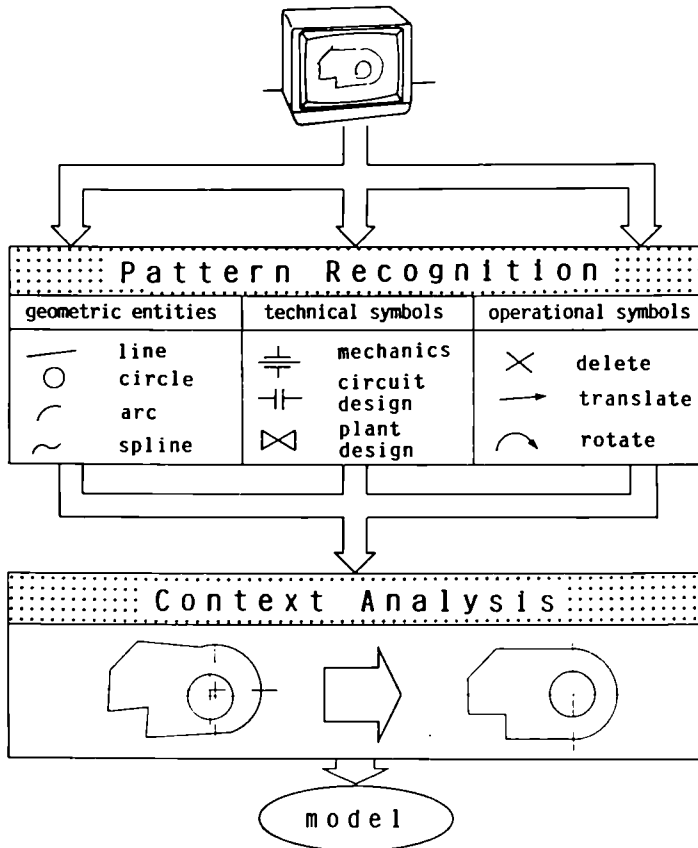 Pattern Recognition
geometric entities
line
circle
arc
spline
technical symbols
mechanics
circuit
design
plant
design
operational symbols
delete
translate
rotate
Context Analysis
model